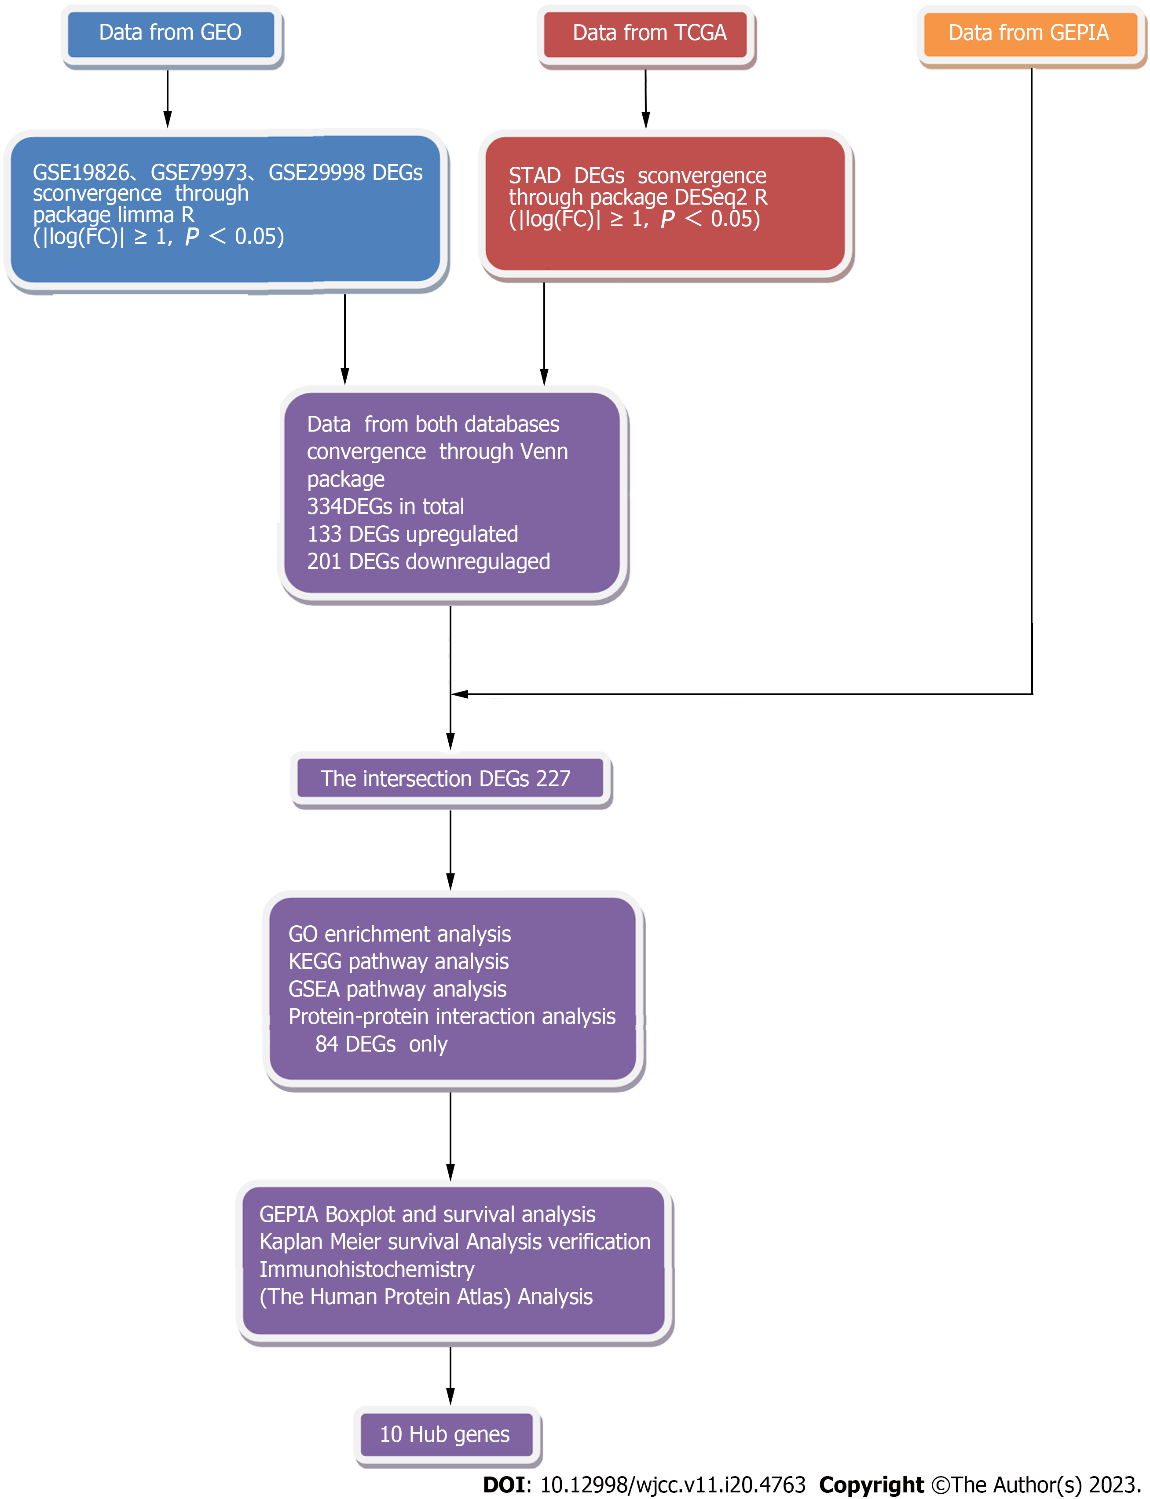 Data from GEO
Data from TCGA
Data from GEPIA
GSE19826、GSE79973、GSE29998 DEGs
sconvergence through
package limma R
(|log(FC)| ≥ 1, P < 0.05)
STAD DEGs sconvergence
through package DESeq2 R
(|log(FC)| ≥ 1, P < 0.05)
Data from both databases
convergence through Venn
package
334DEGs in total
133 DEGs upregulated
201 DEGs downregulaged
The intersection DEGs 227
GO enrichment analysis
KEGG pathway analysis
GSEA pathway analysis
Protein-protein interaction analysis
84 DEGs only
GEPIA Boxplot and survival analysis
Kaplan Meier survival Analysis verification
Immunohistochemistry
(The Human Protein Atlas) Analysis
10 Hub genes
DOI: 10.12998/wjcc.v11.i20.4763 Copyright ©The Author(s) 2023.